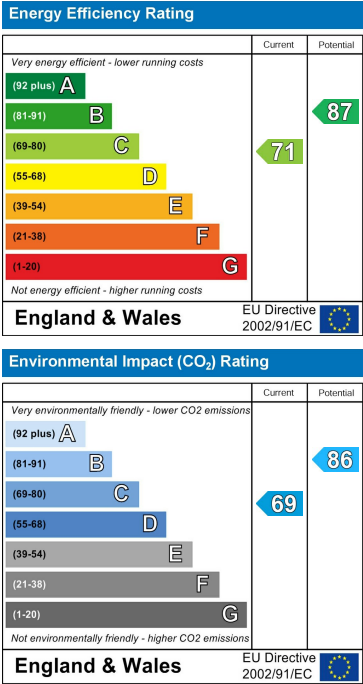 Energy Efficiency Rating
Current Potential
Very energy efficient - lower running costs
(92 plus) A
(81-91) B
87
(69-80) C
71
(55-68) D
(39-54) E
(21-38) F
(1-20) G
Not energy efficient - higher running costs
England & Wales
EU Directive
2002/91/EC
Environmental Impact (CO₂) Rating
Current Potential
Very environmentally friendly - lower CO2 emissions
(92 plus) A
(81-91) B
86
(69-80) C
69
(55-68) D
(39-54) E
(21-38) F
(1-20) G
Not environmentally friendly - higher CO2 emissions
England & Wales
EU Directive
2002/91/EC